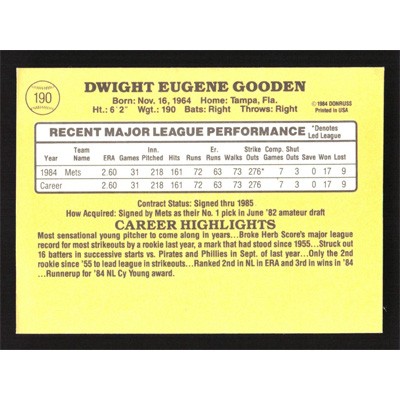 190
DWIGHT EUGENE GOODEN
Born: Nov. 16, 1964 Home: Tampa, Fla.
Ht.: 6' 2" Wgt.: 190 Bats: Right Throws: Right
© 1984 DONRUSS
Printed in USA
RECENT MAJOR LEAGUE PERFORMANCE *Denotes Led League
Year Team Name ERA Games Inn. Pitched Hits Runs Er. Runs Walks Strike Outs Comp. Games Shut Outs Save Won Lost
1984 Mets 2.60 31 218 161 72 63 73 276* 7 3 0 17 9
Career 2.60 31 218 161 72 63 73 276 7 3 0 17 9
Contract Status: Signed thru 1985
How Acquired: Signed by Mets as their No. 1 pick in June '82 amateur draft
CAREER HIGHLIGHTS
Most sensational young pitcher to come along in years...Broke Herb Score's major league
record for most strikeouts by a rookie last year, a mark that had stood since 1955...Struck out
16 batters in successive starts vs. Pirates and Phillies in Sept. of last year...Only the 2nd
rookie since '55 to lead league in strikeouts...Ranked 2nd in NL in ERA and 3rd in wins in '84
...Runnerup for '84 NL Cy Young award.